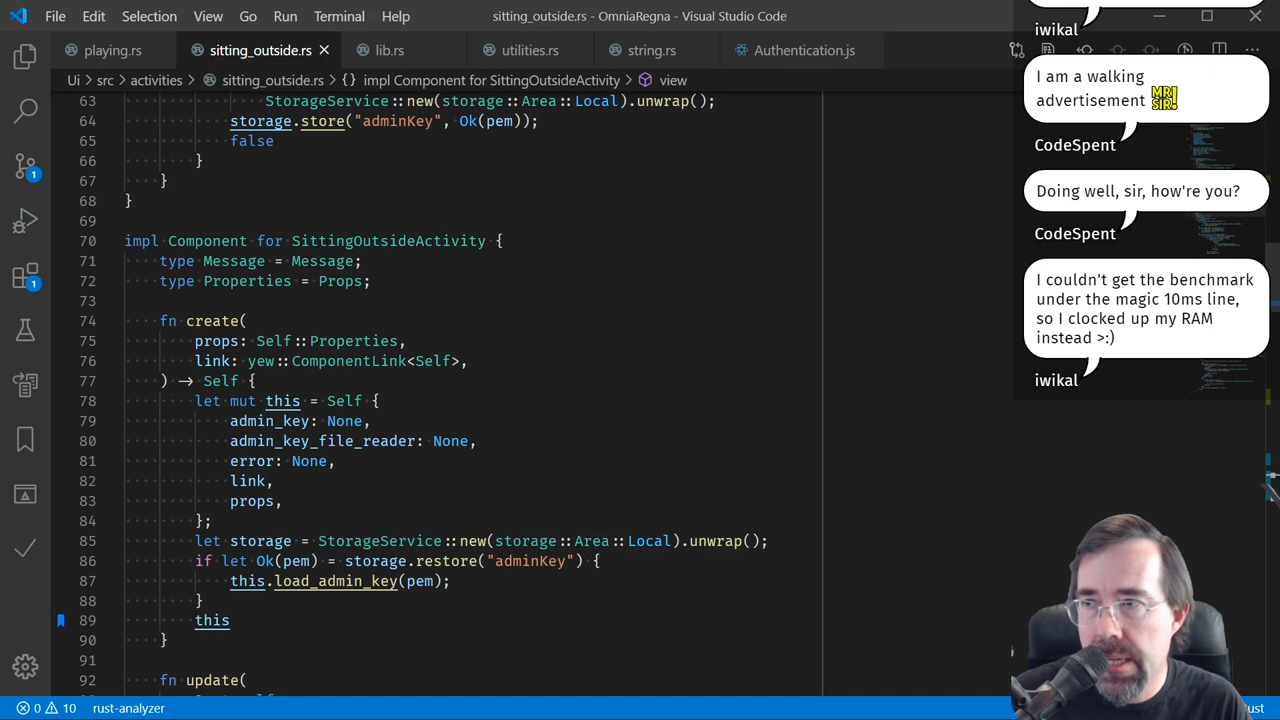 File Edit Selection View Go Run Terminal Help sitting_outside.rs - OmniaRegna - Visual Studio Code
playing.rs sitting_outside.rs lib.rs utilities.rs string.rs Authentication.js
Ui > src > activities > sitting_outside.rs > {} impl Component for SittingOutsideActivity > view
63 StorageService::new(storage::Area::Local).unwrap();
64 storage.store("adminKey", Ok(pem));
65 false
66 }
67 }
68 }
69
70 impl Component for SittingOutsideActivity {
71 type Message = Message;
72 type Properties = Props;
73
74 fn create(
75 props: Self::Properties,
76 link: yew::ComponentLink<Self>,
77 ) → Self {
78 let mut this = Self {
79 admin_key: None,
80 admin_key_file_reader: None,
81 error: None,
82 link,
83 props,
84 };
85 let storage = StorageService::new(storage::Area::Local).unwrap();
86 if let Ok(pem) = storage.restore("adminKey") {
87 this.load_admin_key(pem);
88 }
89 this
90 }
91
92 fn update(
1
1
0 10 rust-analyzer
iwikal
I am a walking
advertisement MR SIR!
CodeSpent
Doing well, sir, how're you?
CodeSpent
I couldn't get the benchmark
under the magic 10ms line,
so I clocked up my RAM
instead >:)
iwikal